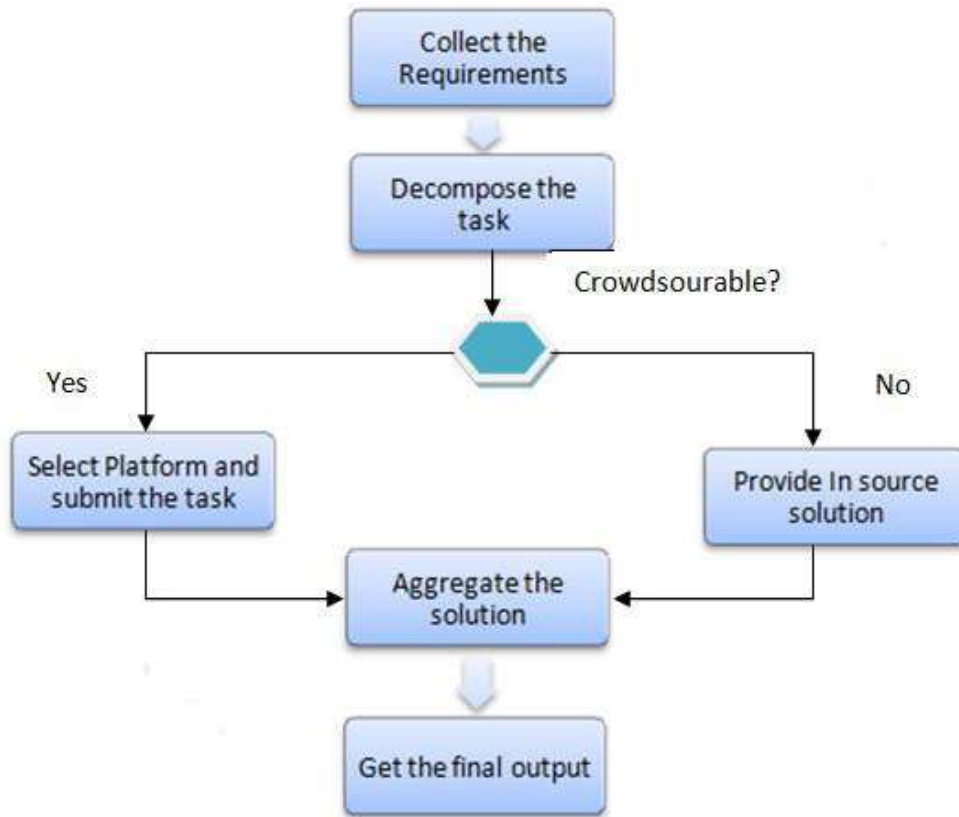 Collect the
Requirements
Decompose the
task
Crowdsourable?
Yes
No
Select Platform and
submit the task
Provide In source
solution
Aggregate the
solution
Get the final output